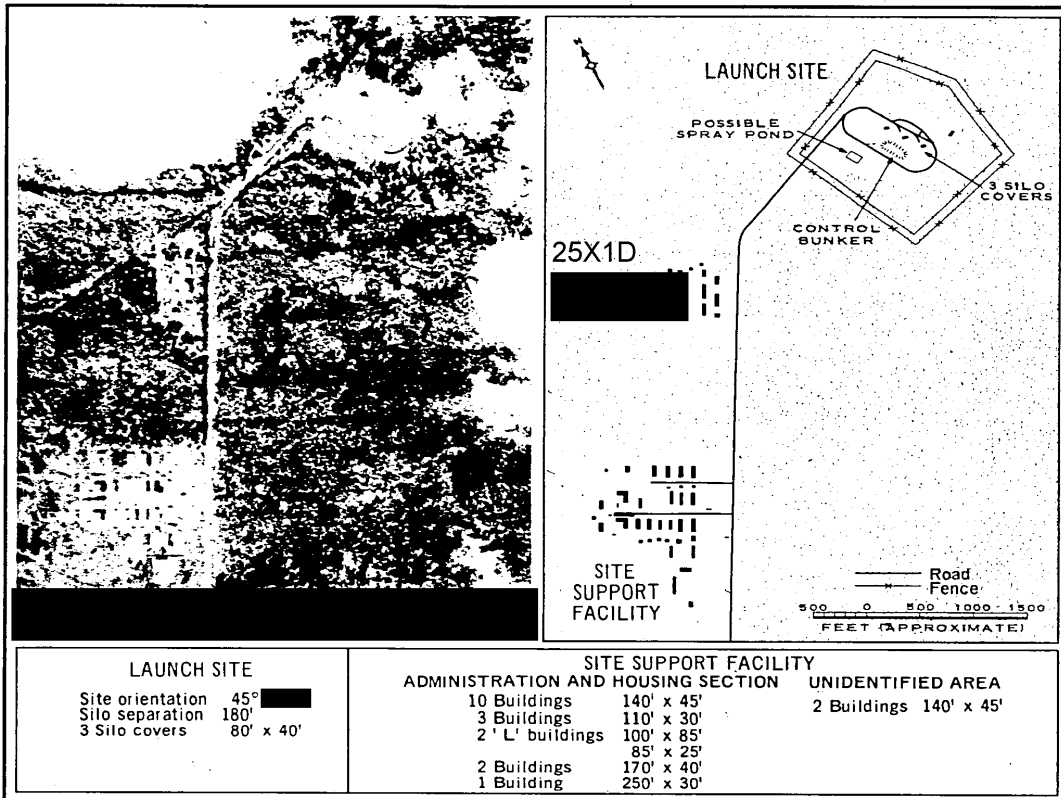 LAUNCH SITE
POSSIBLE
SPRAY POND
3 SILO
COVERS
CONTROL
BUNKER
25X1D
SITE
SUPPORT
FACILITY
Road
Fence
500 0 500 1000 1500
FEET (APPROXIMATE)
LAUNCH SITE
Site orientation 45°
Silo separation 180'
3 Silo covers 80' x 40'
SITE SUPPORT FACILITY
ADMINISTRATION AND HOUSING SECTION
10 Buildings 140' x 45'
3 Buildings 110' x 30'
2 ' L' buildings 100' x 85'
85' x 25'
2 Buildings 170' x 40'
1 Building 250' x 30'
UNIDENTIFIED AREA
2 Buildings 140' x 45'